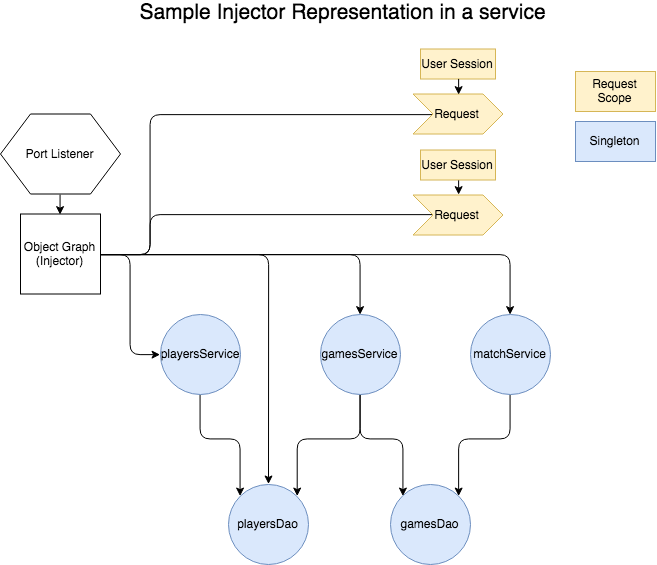 Sample Injector Representation in a service
User Session
Request
Request
Scope
Singleton
Port Listener
User Session
Request
Object Graph
(Injector)
playersService
gamesService
matchService
playersDao
gamesDao